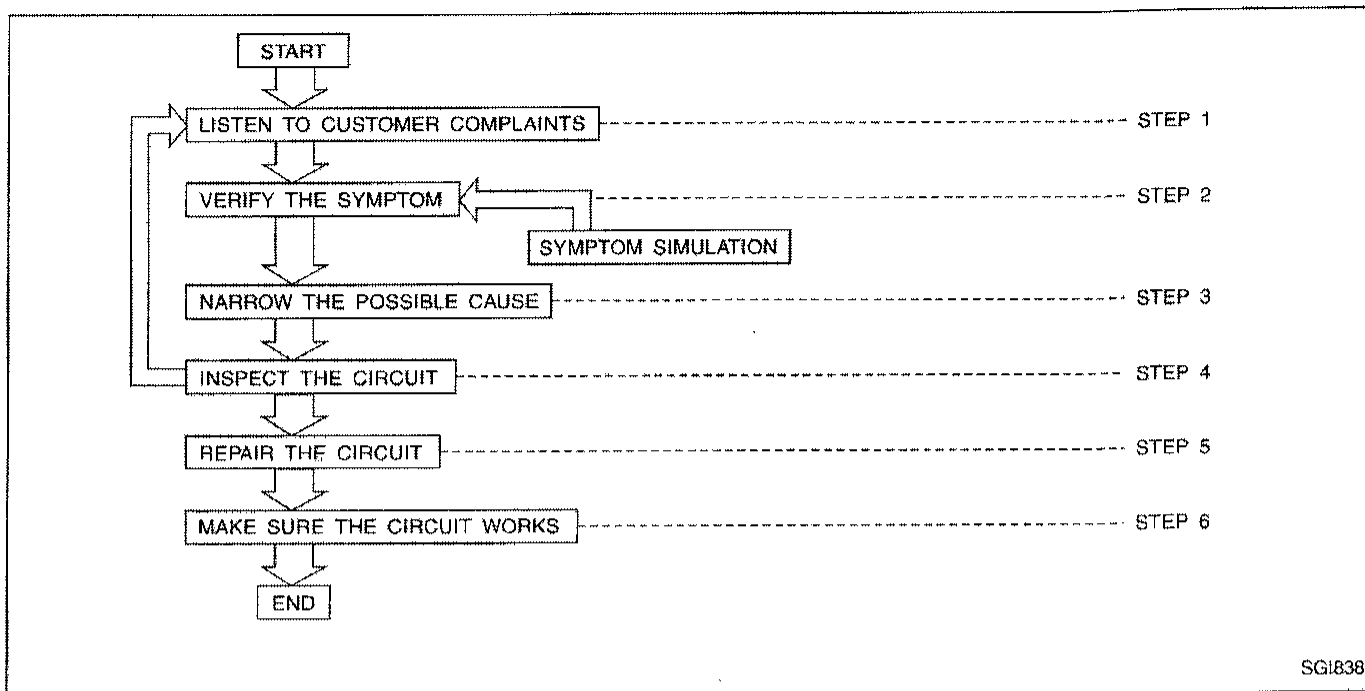 START
LISTEN TO CUSTOMER COMPLAINTS STEP 1
VERIFY THE SYMPTOM STEP 2
SYMPTOM SIMULATION
NARROW THE POSSIBLE CAUSE STEP 3
INSPECT THE CIRCUIT STEP 4
REPAIR THE CIRCUIT STEP 5
MAKE SURE THE CIRCUIT WORKS STEP 6
END
SGI838